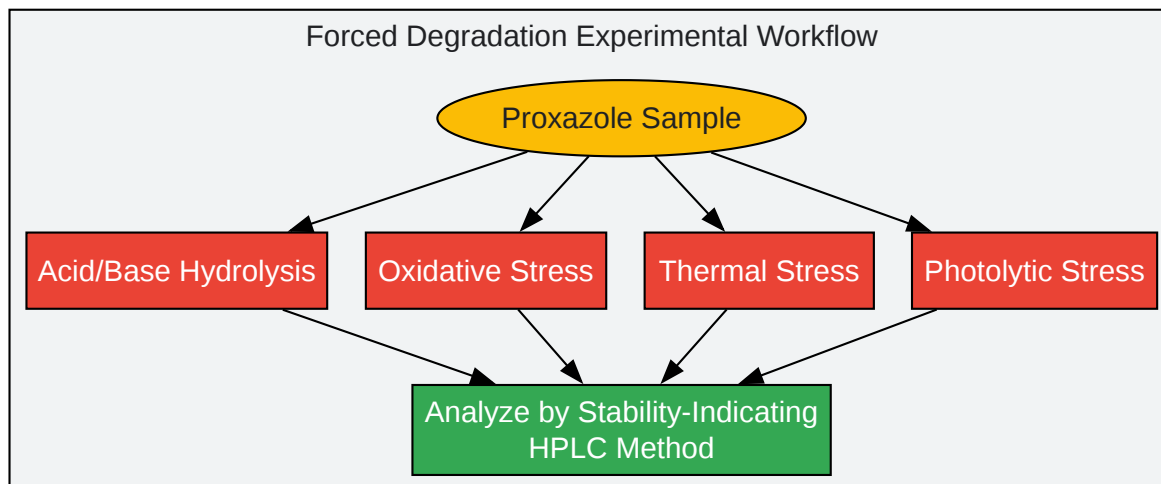 Forced Degradation Experimental Workflow
Proxazole Sample
Acid/Base Hydrolysis
Oxidative Stress
Thermal Stress
Photolytic Stress
Analyze by Stability-Indicating
HPLC Method